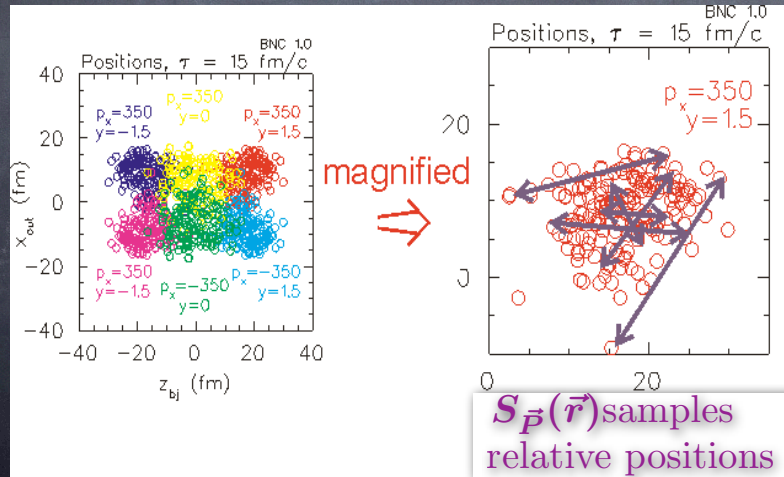 BNC 1.0
Positions, τ = 15 fm/c
40
20
0
−20
−40
p_x=350
y=−1.5
p_x=350
y=0
p_x=350
y=1.5
p_x=350
y=−1.5
p_x=−350
y=0
p_x=−350
y=1.5
x_out (fm)
−40 −20 0 20 40
z_bj (fm)
magnified
BNC 1.0
Positions, τ = 15 fm/c
p_x=350
y=1.5
20
0
0 20
S_P⃗(r⃗) samples
relative positions